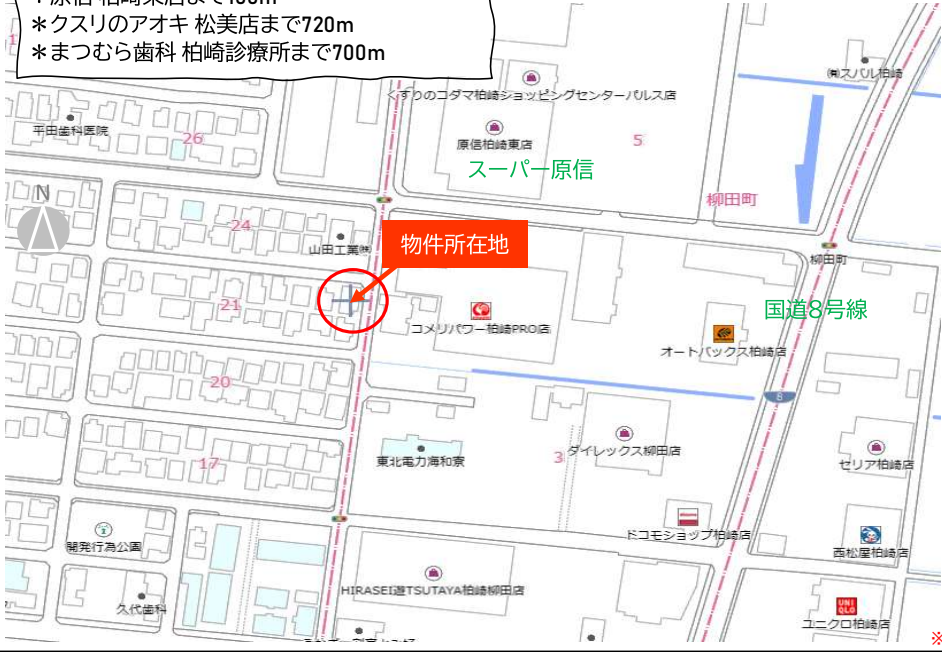 ＊クスリのアオキ 松美店まで720m
＊まつむら歯科 柏崎診療所まで700m
㈲スバル柏崎
くすりのコダマ柏崎ショッピングセンターパルス店
平田歯科医院
26
原信柏崎東店
5
スーパー原信
N
柳田町
24
山田工業㈱
物件所在地
柳田町
21
国道8号線
コメリパワー柏崎PRO店
オートバックス柏崎店
20
8
東北電力海和寮
3
ダイレックス柳田店
17
セリア柏崎店
ドコモショップ柏崎店
開発行為公園
西松屋柏崎店
HIRASEI遊TSUTAYA柏崎柳田店
久代歯科
UNI
QLO
ユニクロ柏崎店
※